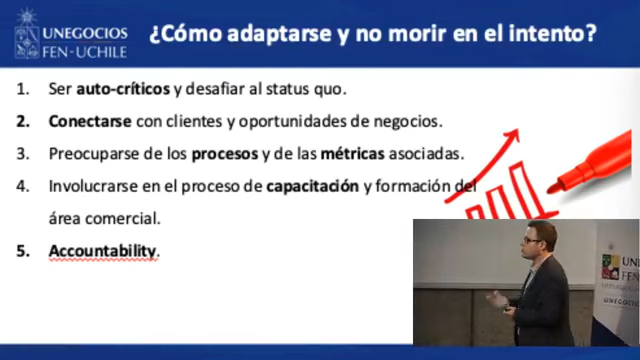 UNEGOCIOS
FEN - UCHILE
¿Cómo adaptarse y no morir en el intento?
1. Ser auto-críticos y desafiar al status quo.
2. Conectarse con clientes y oportunidades de negocios.
3. Preocuparse de los procesos y de las métricas asociadas.
4. Involucrarse en el proceso de capacitación y formación del
área comercial.
5. Accountability.
UN
FEN